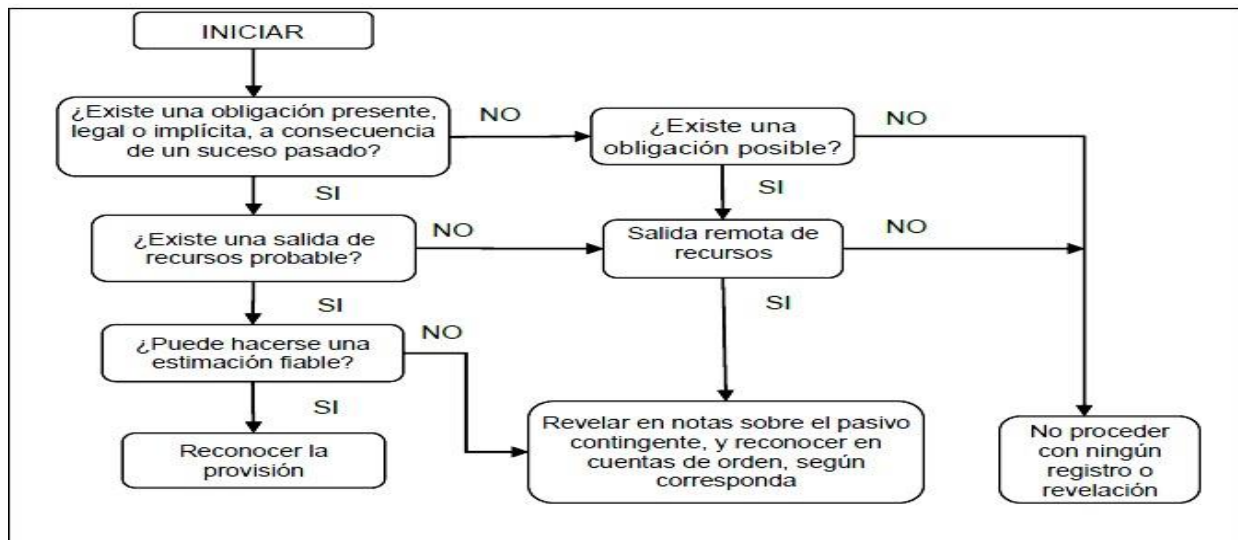 INICIAR
¿Existe una obligación presente,
legal o implícita, a consecuencia
de un suceso pasado?
NO
¿Existe una
obligación posible?
NO
SI
SI
¿Existe una salida de
recursos probable?
NO
Salida remota de
recursos
NO
SI
SI
¿Puede hacerse una
estimación fiable?
NO
SI
Reconocer la
provisión
Revelar en notas sobre el pasivo
contingente, y reconocer en
cuentas de orden, según
corresponda
No proceder
con ningún
registro o
revelación